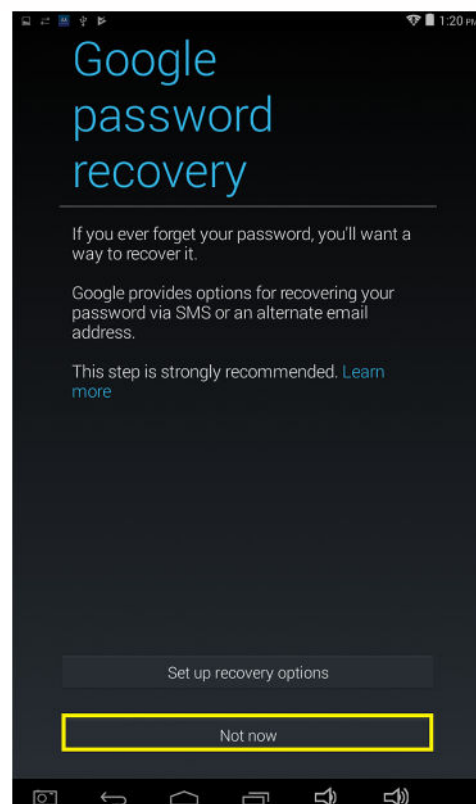 1:20 PM
Google
password
recovery
If you ever forget your password, you'll want a
way to recover it.
Google provides options for recovering your
password via SMS or an alternate email
address.
This step is strongly recommended. Learn
more
Set up recovery options
Not now